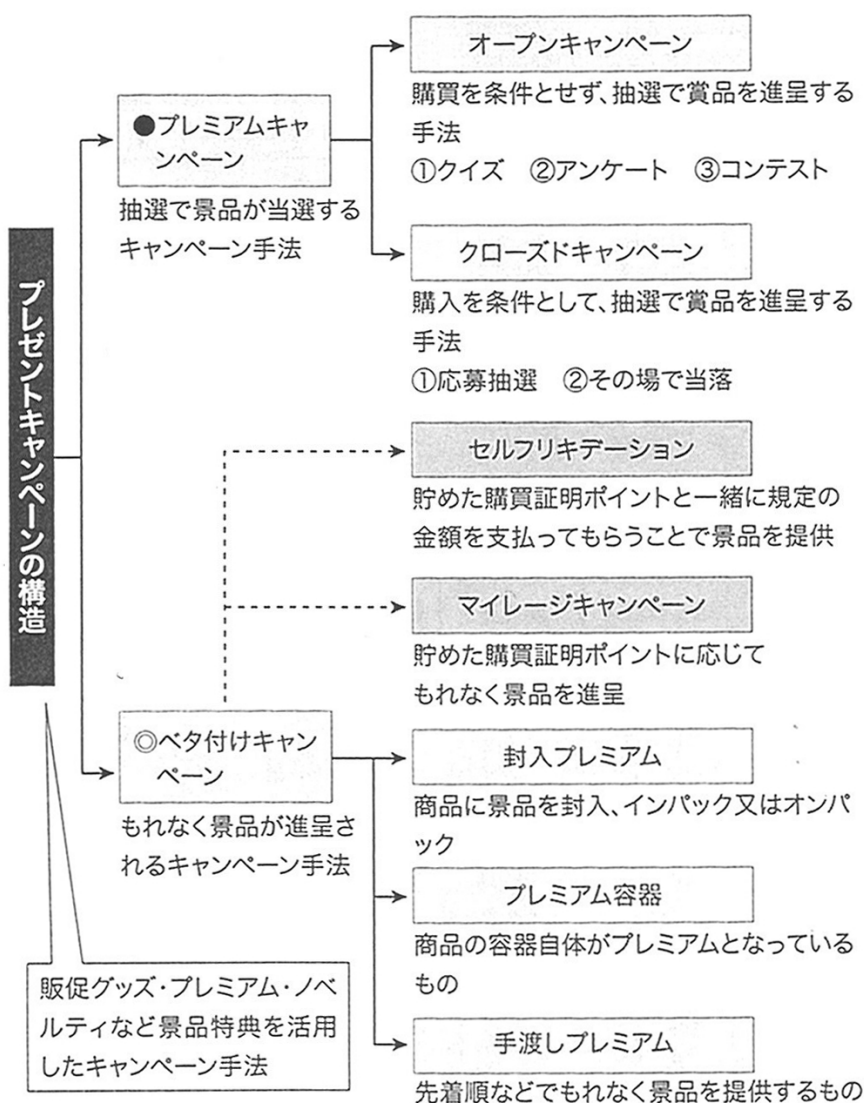 プレゼントキャンペーンの構造
●プレミアムキャ
ンペーン
抽選で景品が当選する
キャンペーン手法
オープンキャンペーン
購買を条件とせず、抽選で賞品を進呈する
手法
①クイズ　②アンケート　③コンテスト
クローズドキャンペーン
購入を条件として、抽選で賞品を進呈する
手法
①応募抽選　②その場で当落
セルフリキデーション
貯めた購買証明ポイントと一緒に規定の
金額を支払ってもらうことで景品を提供
マイレージキャンペーン
貯めた購買証明ポイントに応じて
もれなく景品を進呈
◎ベタ付けキャン
ペーン
もれなく景品が進呈さ
れるキャンペーン手法
封入プレミアム
商品に景品を封入、インパック又はオンパ
ック
プレミアム容器
商品の容器自体がプレミアムとなっている
もの
手渡しプレミアム
先着順などでもれなく景品を提供するもの
販促グッズ・プレミアム・ノベ
ルティなど景品特典を活用
したキャンペーン手法